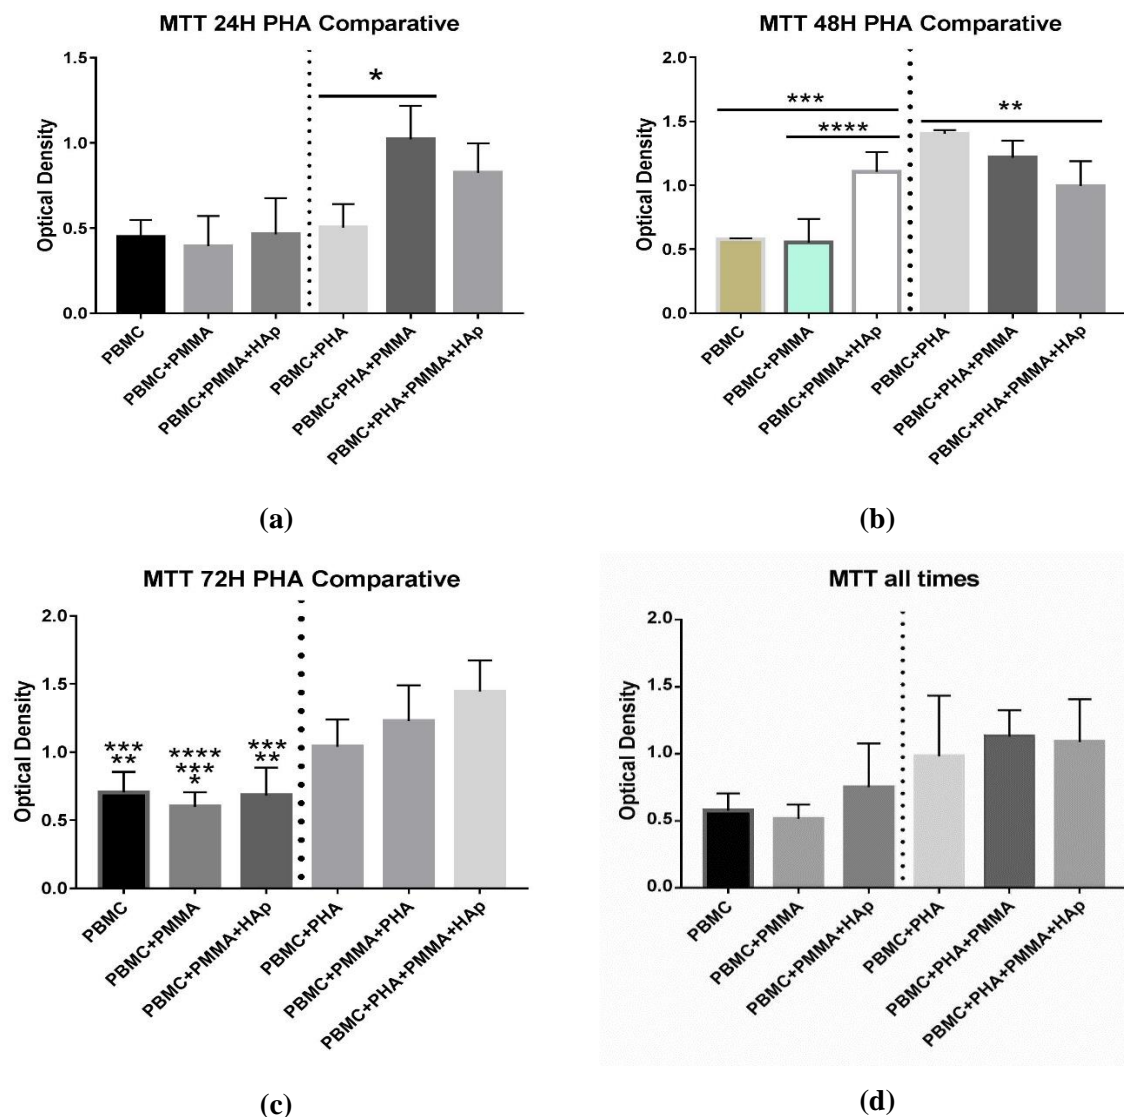 MTT 24H PHA Comparative
Optical Density
1.5
1.0
0.5
0.0
*
PBMC
PBMC+PMMA
PBMC+PMMA+HAp
PBMC+PHA
PBMC+PHA+PMMA
PBMC+PHA+PMMA+HAp
(a)
MTT 48H PHA Comparative
Optical Density
2.0
1.5
1.0
0.5
0.0
***
****
**
PBMC
PBMC+PMMA
PBMC+PMMA+HAp
PBMC+PHA
PBMC+PHA+PMMA
PBMC+PHA+PMMA+HAp
(b)
MTT 72H PHA Comparative
Optical Density
2.0
1.5
1.0
0.5
0.0
***
**
****
***
*
***
**
PBMC
PBMC+PMMA
PBMC+PMMA+HAp
PBMC+PHA
PBMC+PMMA+PHA
PBMC+PHA+PMMA+HAp
(c)
MTT all times
Optical Density
2.0
1.5
1.0
0.5
0.0
PBMC
PBMC+PMMA
PBMC+PMMA+HAp
PBMC+PHA
PBMC+PHA+PMMA
PBMC+PHA+PMMA+HAp
(d)